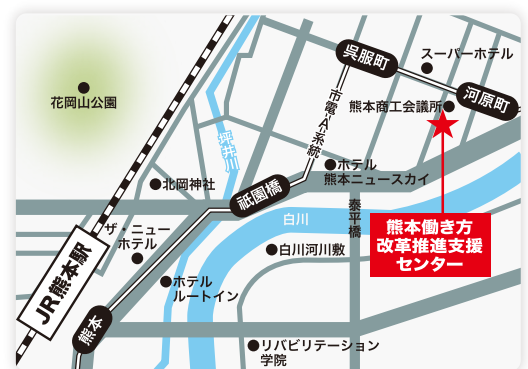 呉服町
スーパーホテル
花岡山公園
河原町
熊本商工会議所
市電・A系統
坪井川
ホテル
熊本ニュースカイ
北岡神社
祇園橋
泰平橋
白川
熊本働き方
改革推進支援
センター
ザ・ニュー
ホテル
白川河川敷
JR熊本駅
ホテル
ルートイン
熊本
リバビリテーション
学院